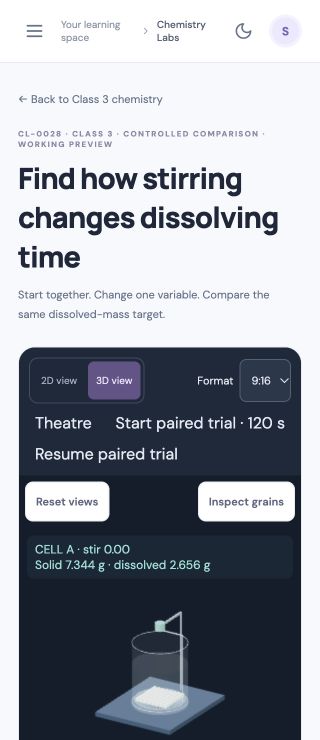 Your learning space
Chemistry Labs
S
← Back to Class 3 chemistry
CL-0028 · CLASS 3 · CONTROLLED COMPARISON ·
WORKING PREVIEW
Find how stirring
changes dissolving
time
Start together. Change one variable. Compare the
same dissolved-mass target.
2D view
3D view
Format
9:16
Theatre
Start paired trial · 120 s
Resume paired trial
Reset views
Inspect grains
CELL A · stir 0.00
Solid 7.344 g · dissolved 2.656 g